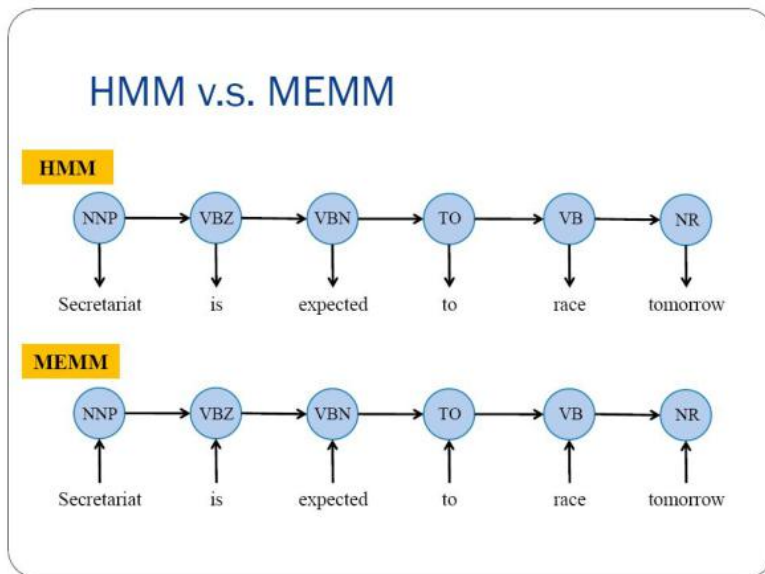 HMM v.s. MEMM
HMM
NNP VBZ VBN TO VB NR
Secretariat is expected to race tomorrow
MEMM
NNP VBZ VBN TO VB NR
Secretariat is expected to race tomorrow